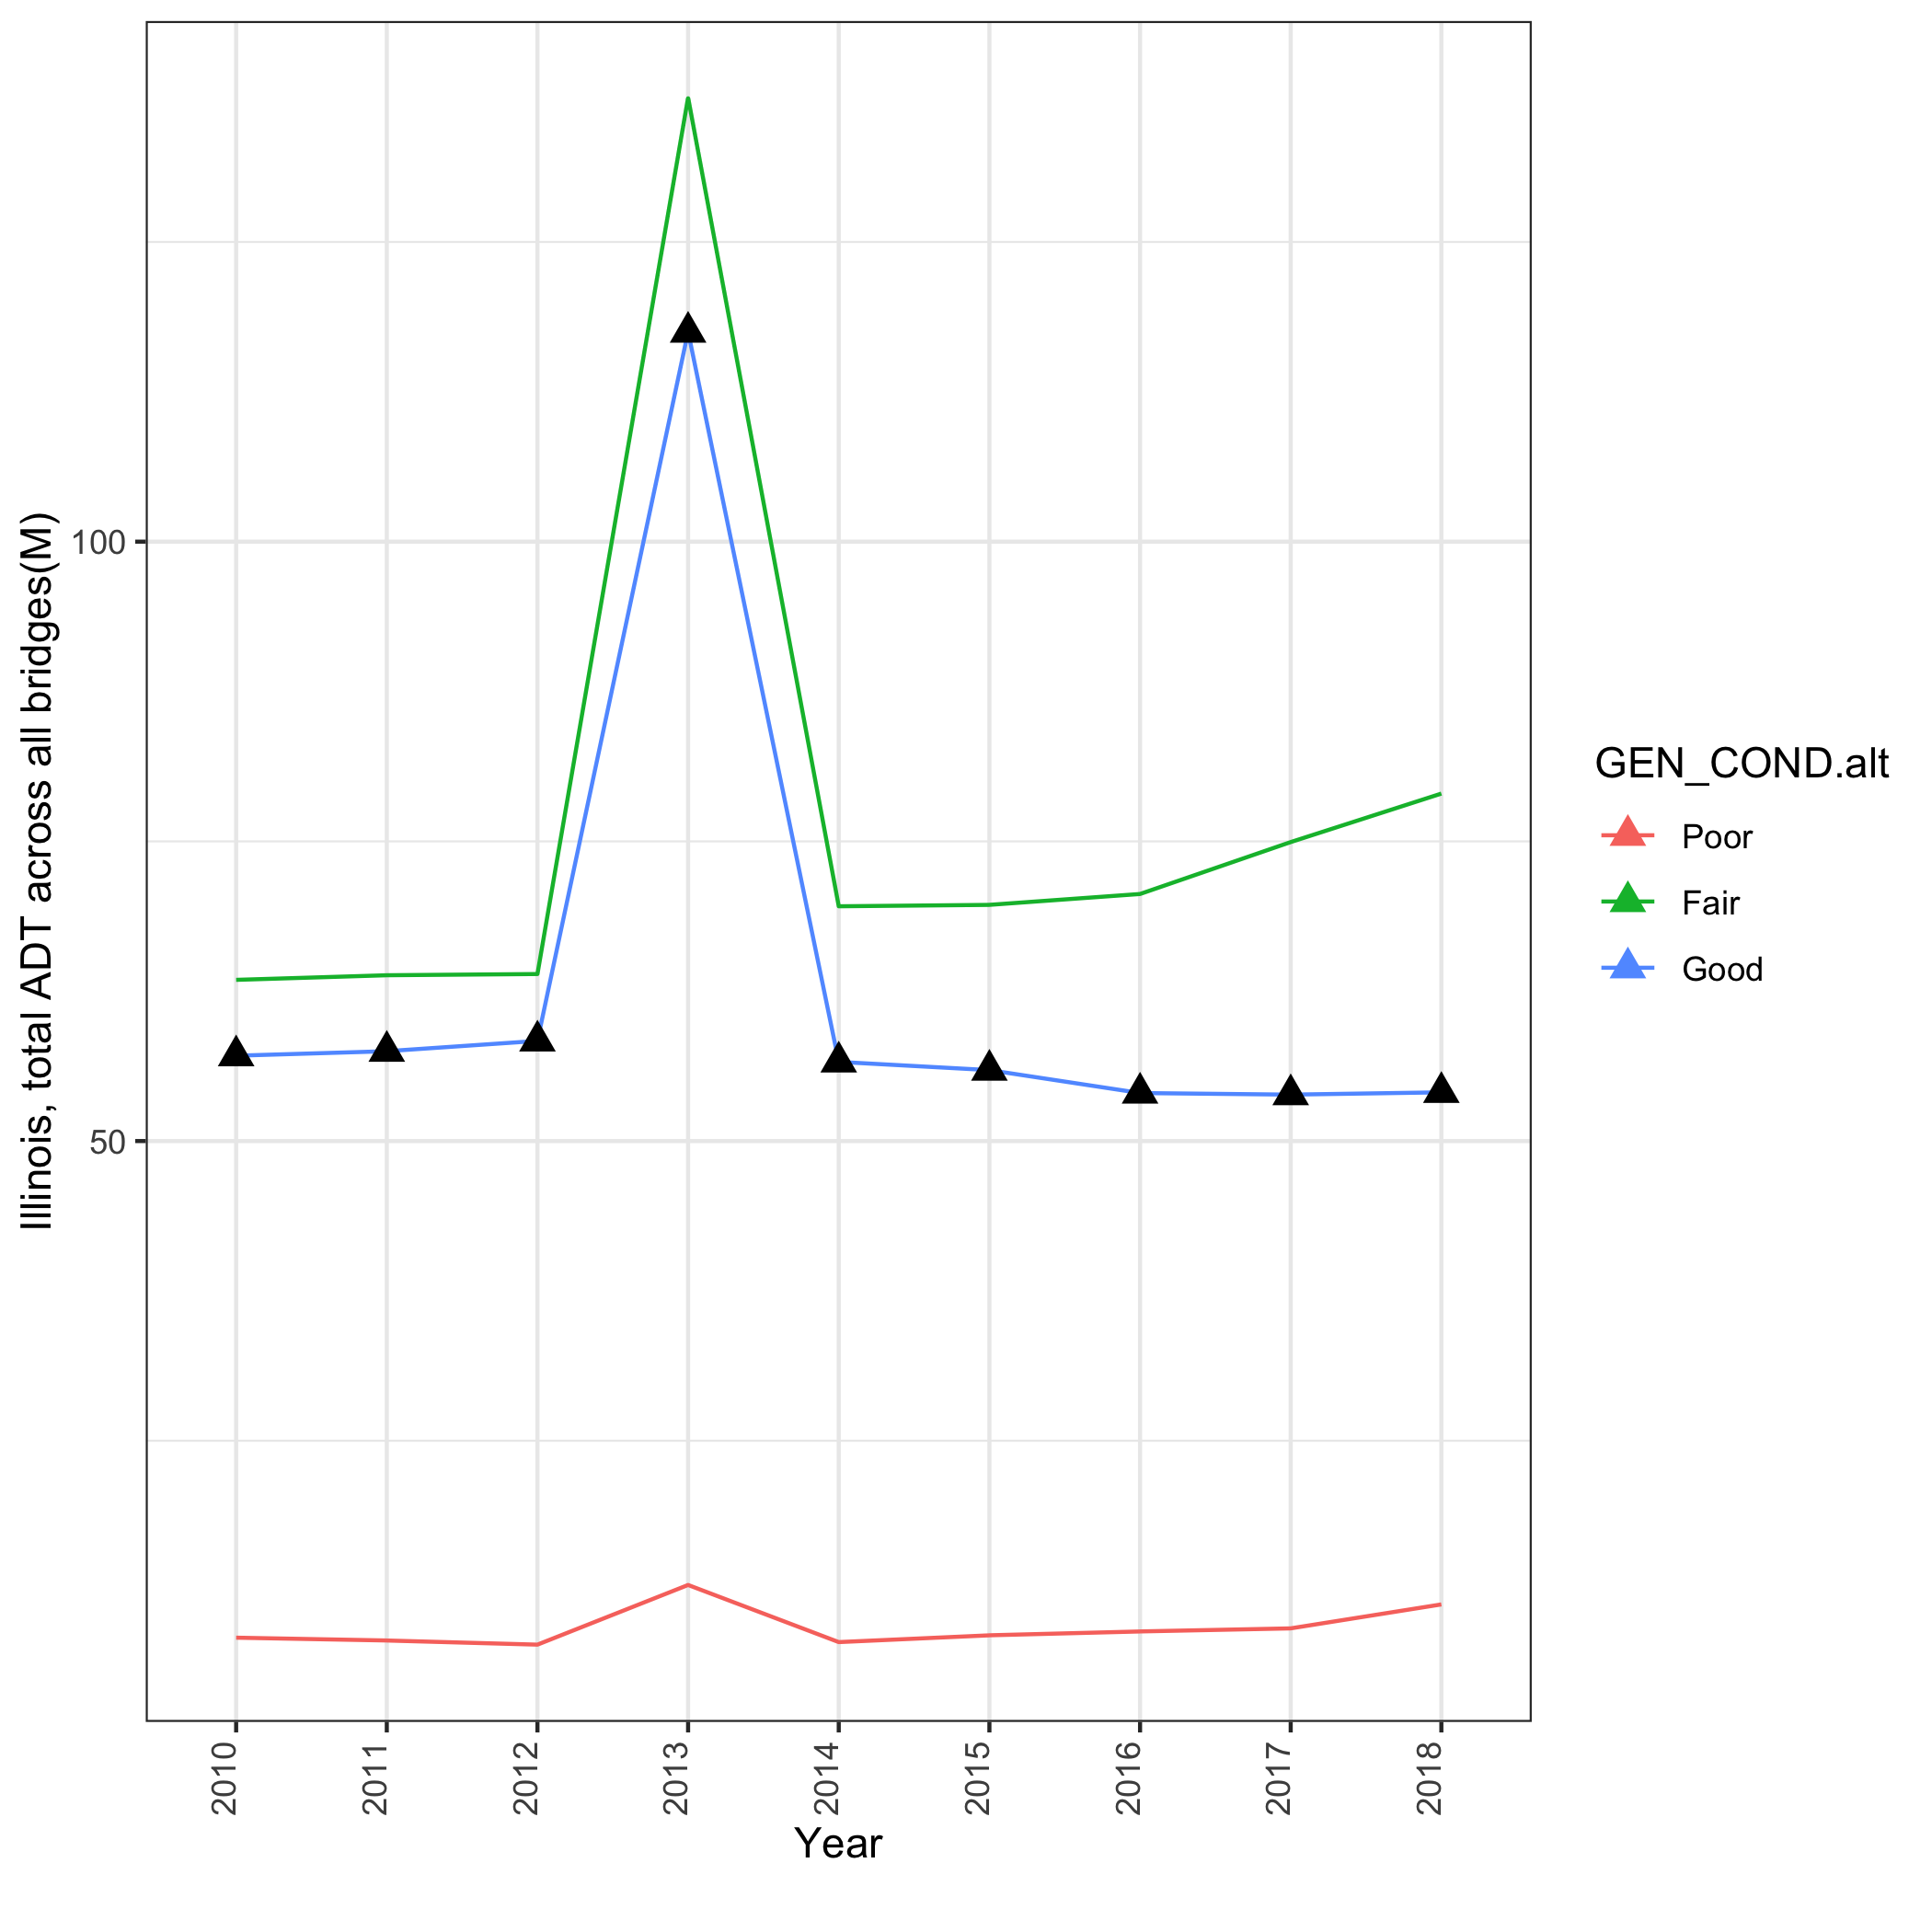 Illinois, total ADT across all bridges(M))
100
50
2010
2011
2012
2013
2014
2015
2016
2017
2018
Year
GEN_COND.alt
Poor
Fair
Good